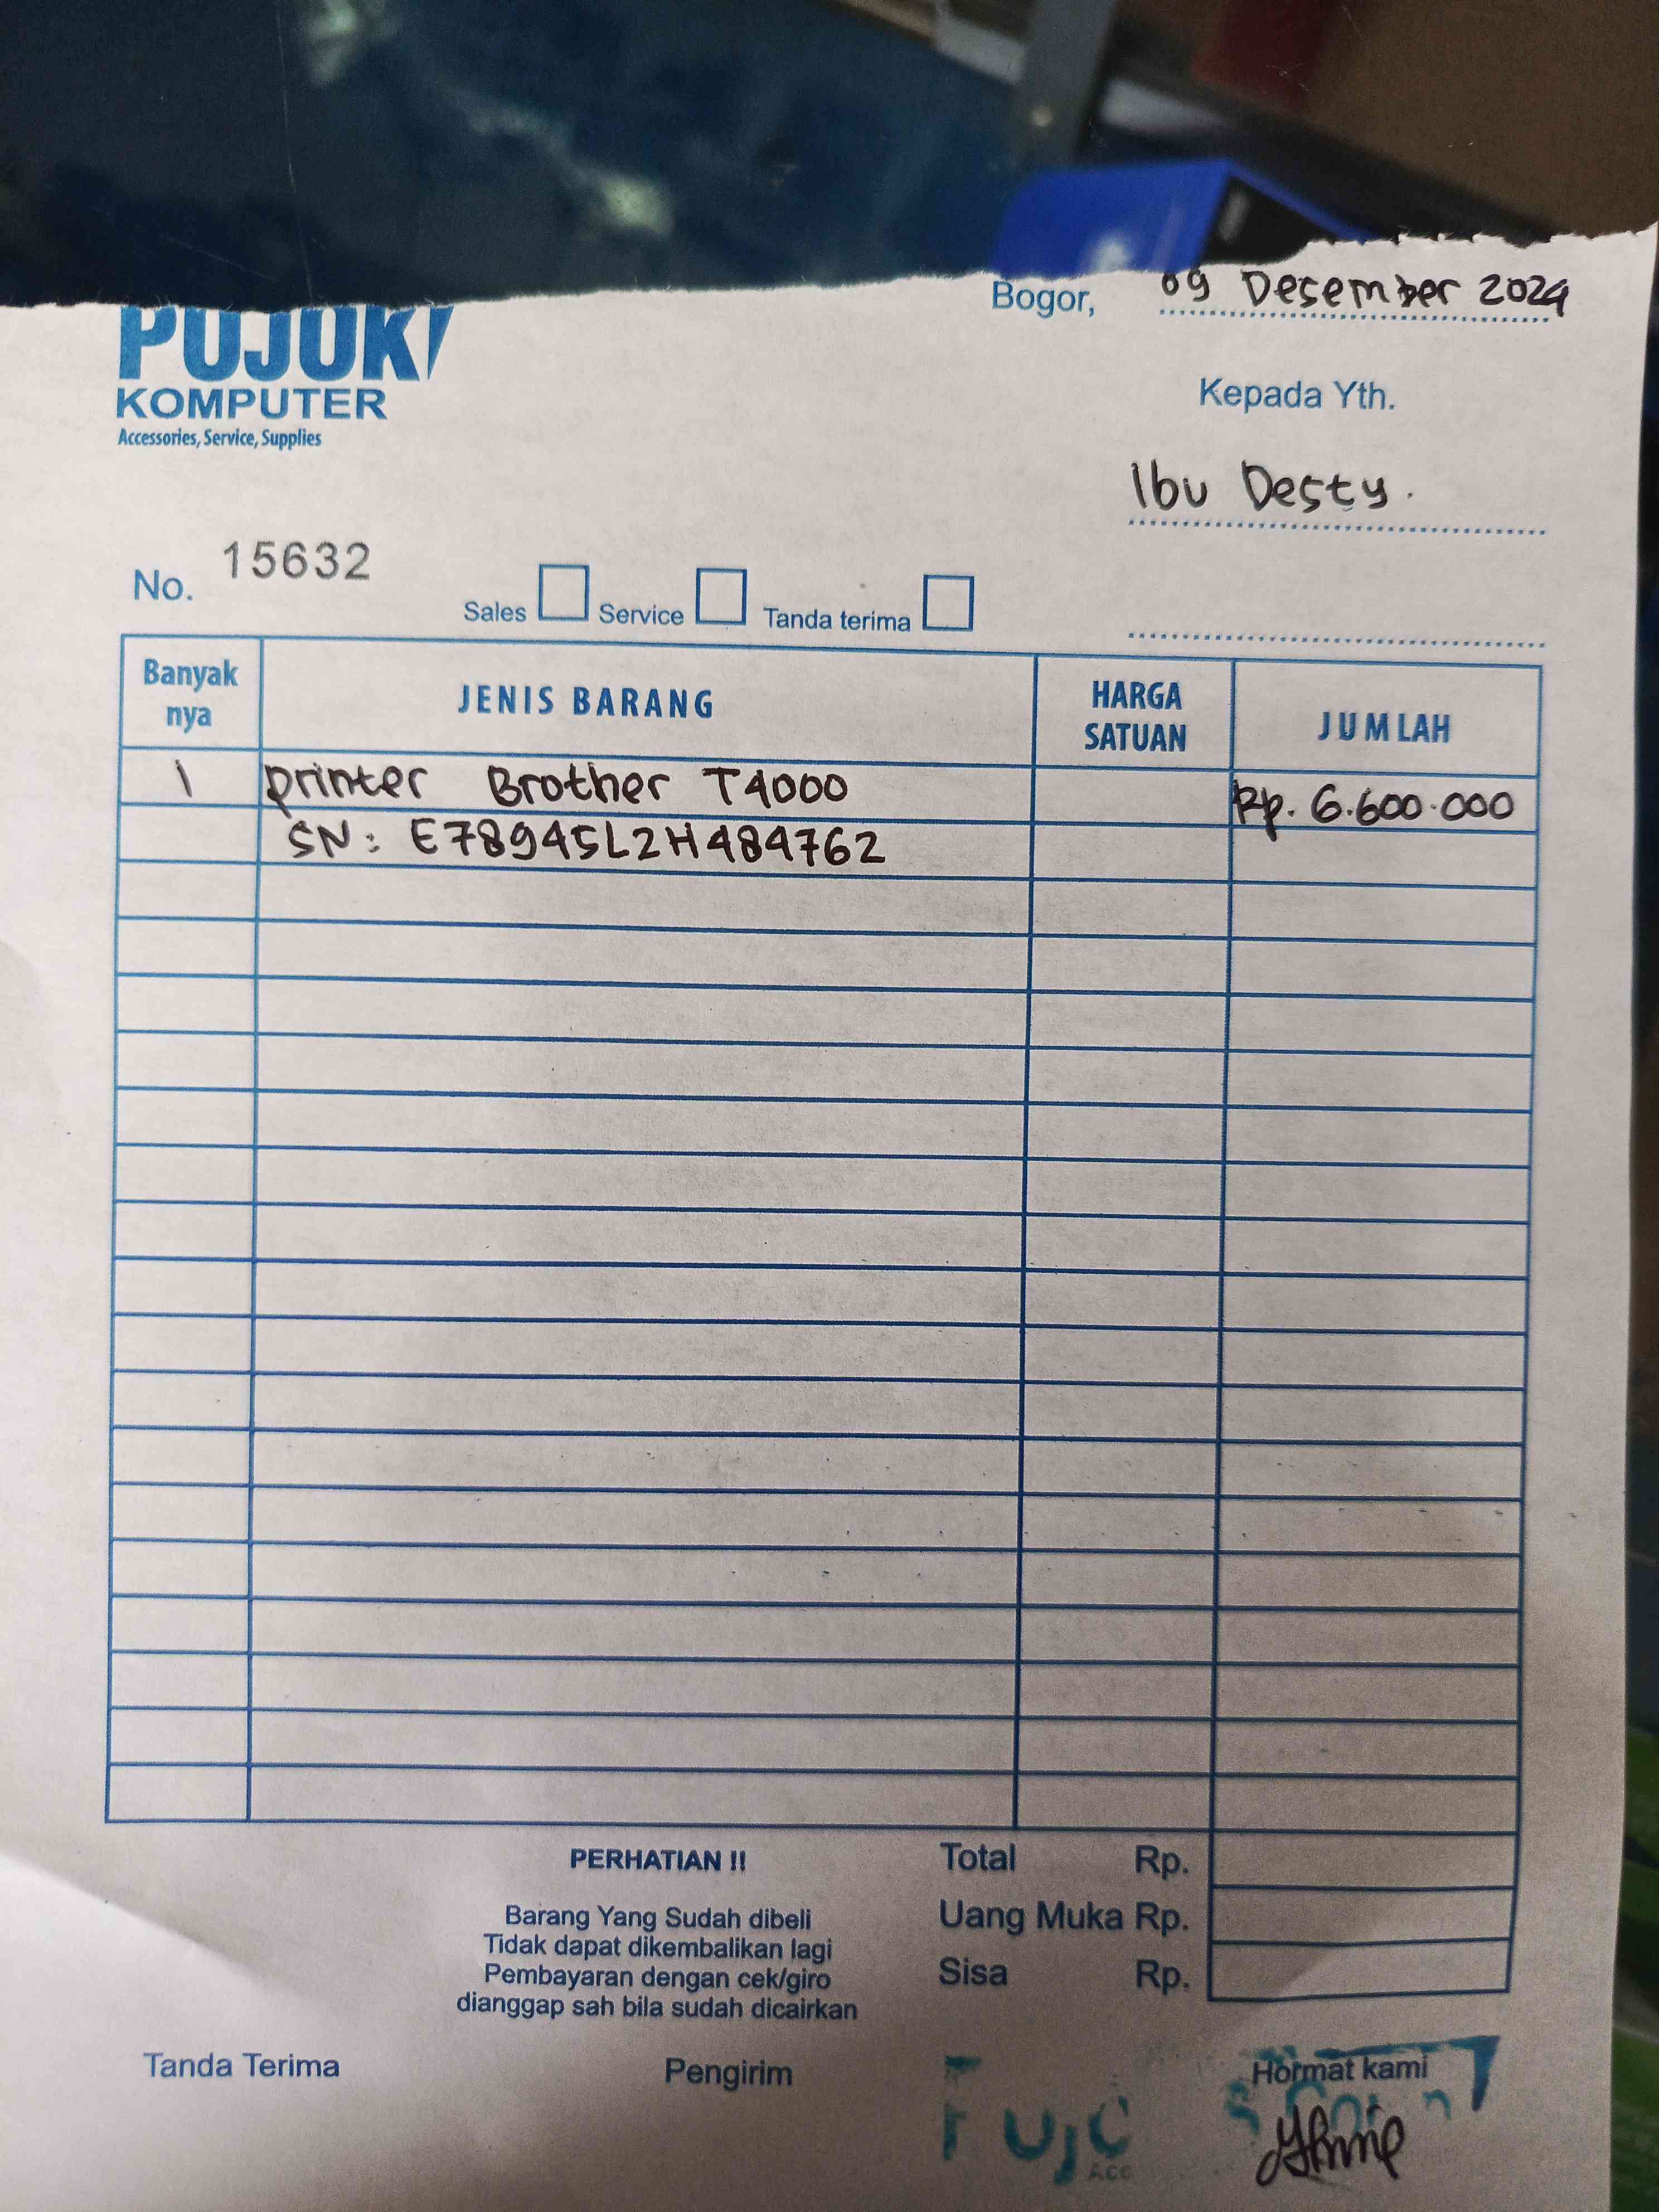 Bogor, 09 Desember 2024
PUJUK
KOMPUTER
Accessories, Service, Supplies
Kepada Yth.
Ibu Desty.
No. 15632
Sales Service Tanda terima
Banyak nya JENIS BARANG HARGA SATUAN JUMLAH
1 printer Brother T4000 Rp. 6.600.000
SN: E78945L2H484762
PERHATIAN !!
Barang Yang Sudah dibeli
Tidak dapat dikembalikan lagi
Pembayaran dengan cek/giro
dianggap sah bila sudah dicairkan
Total Rp.
Uang Muka Rp.
Sisa Rp.
Tanda Terima Pengirim Hormat kami